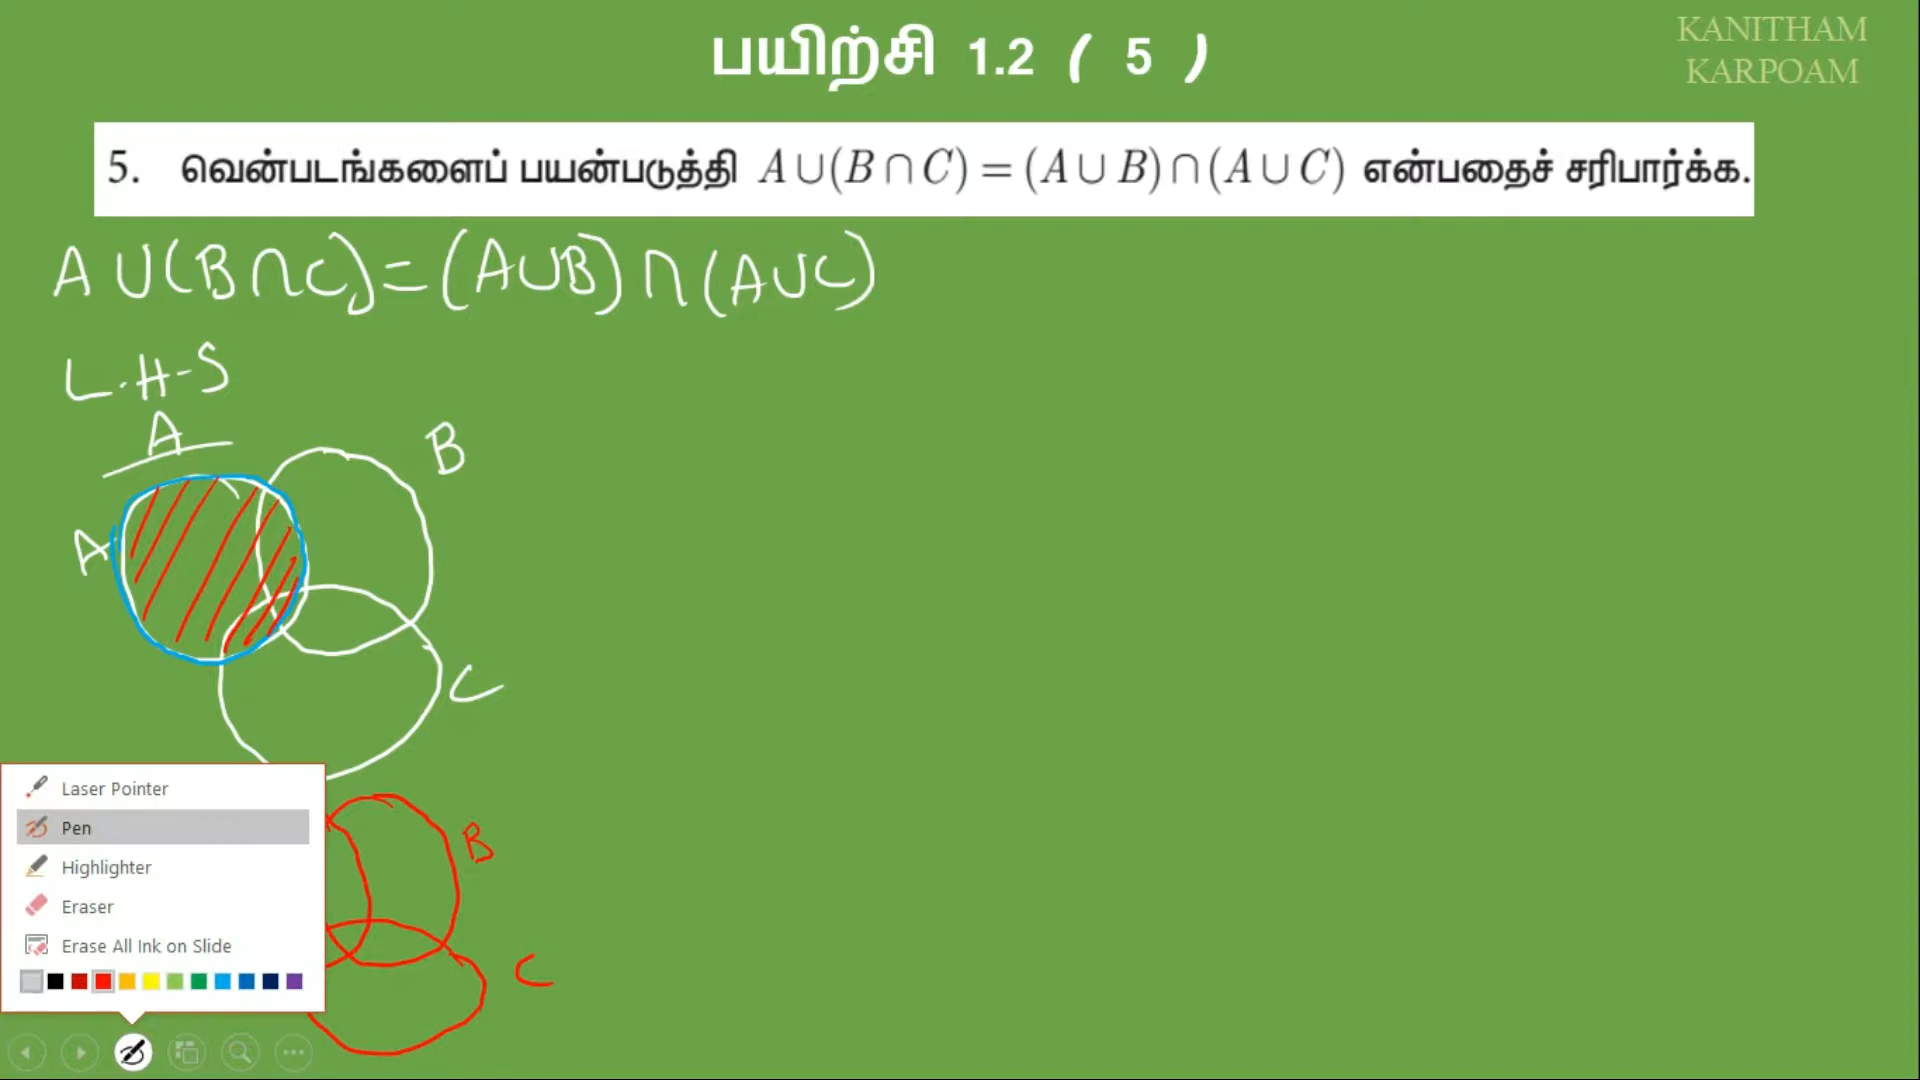 பயிற்சி 1.2 ( 5 )
KANITHAM
KARPOAM
5. வென்படங்களைப் பயன்படுத்தி A∪(B∩C)=(A∪B)∩(A∪C) என்பதைச் சரிபார்க்க.
A∪(B∩C)=(A∪B)∩(A∪C)
L.H-S
A
B
A
C
Laser Pointer
Pen
Highlighter
Eraser
Erase All Ink on Slide
B
C